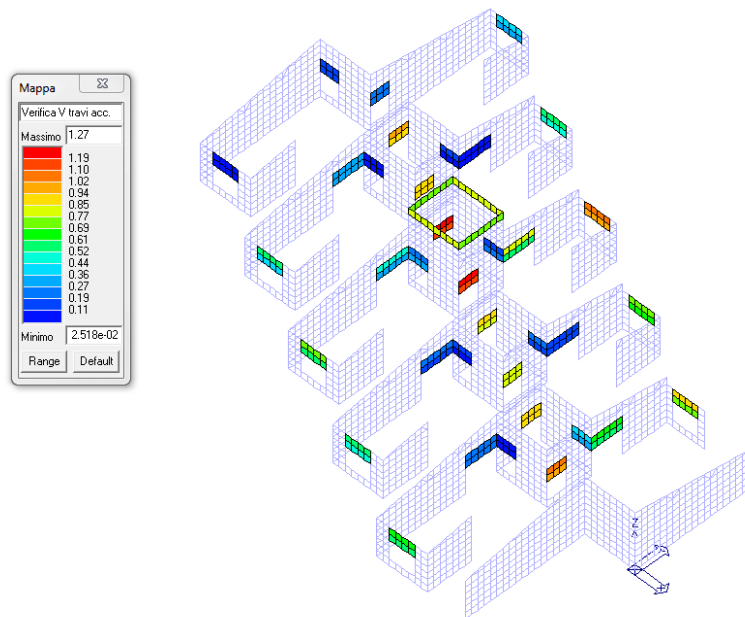 Mappa
Verifica V travi acc.
Massimo 1.27
1.19
1.10
1.02
0.94
0.85
0.77
0.69
0.61
0.52
0.44
0.36
0.27
0.19
0.11
Minimo 2.518e-02
Range Default
Z